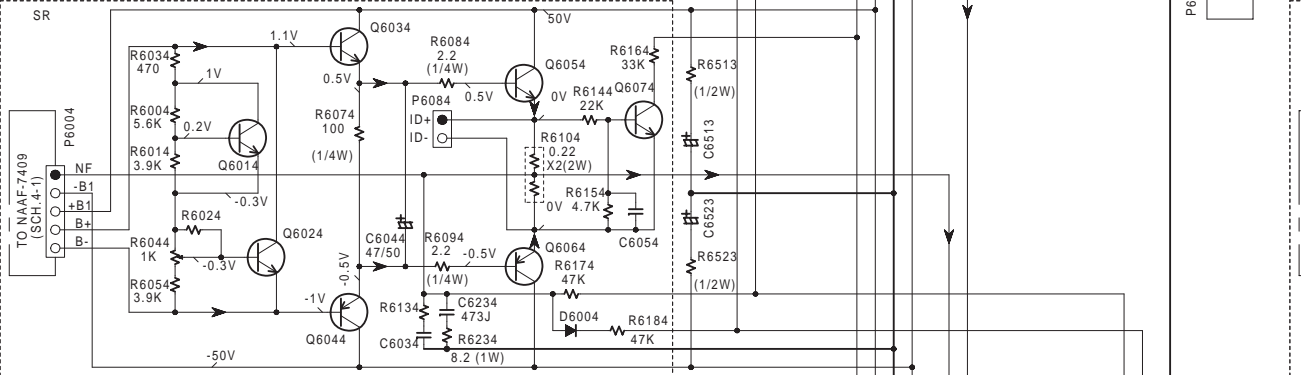 SR
Q6034
50V
P6
1.1V
R6034
470
R6084
2.2
(1/4W)
R6164
33K
Q6054
R6513
1V
0.5V
0.5V
Q6074
(1/2W)
P6004
R6004
5.6K
0.2V
R6074
100
(1/4W)
P6084
ID+
ID-
0V
R6144
22K
C6513
R6014
3.9K
Q6014
R6104
0.22
X2(2W)
TO NAAF-7409
(SCH.4-1)
NF
-B1
+B1
B+
B-
-0.3V
0V
R6154
4.7K
C6523
R6024
Q6024
C6044
47/50
R6094
2.2
(1/4W)
-0.5V
Q6064
C6054
R6044
1K
-0.3V
-0.5V
R6174
47K
R6523
(1/2W)
R6054
3.9K
-1V
R6134
C6234
473J
D6004
R6184
47K
Q6044
C6034
R6234
8.2 (1W)
-50V